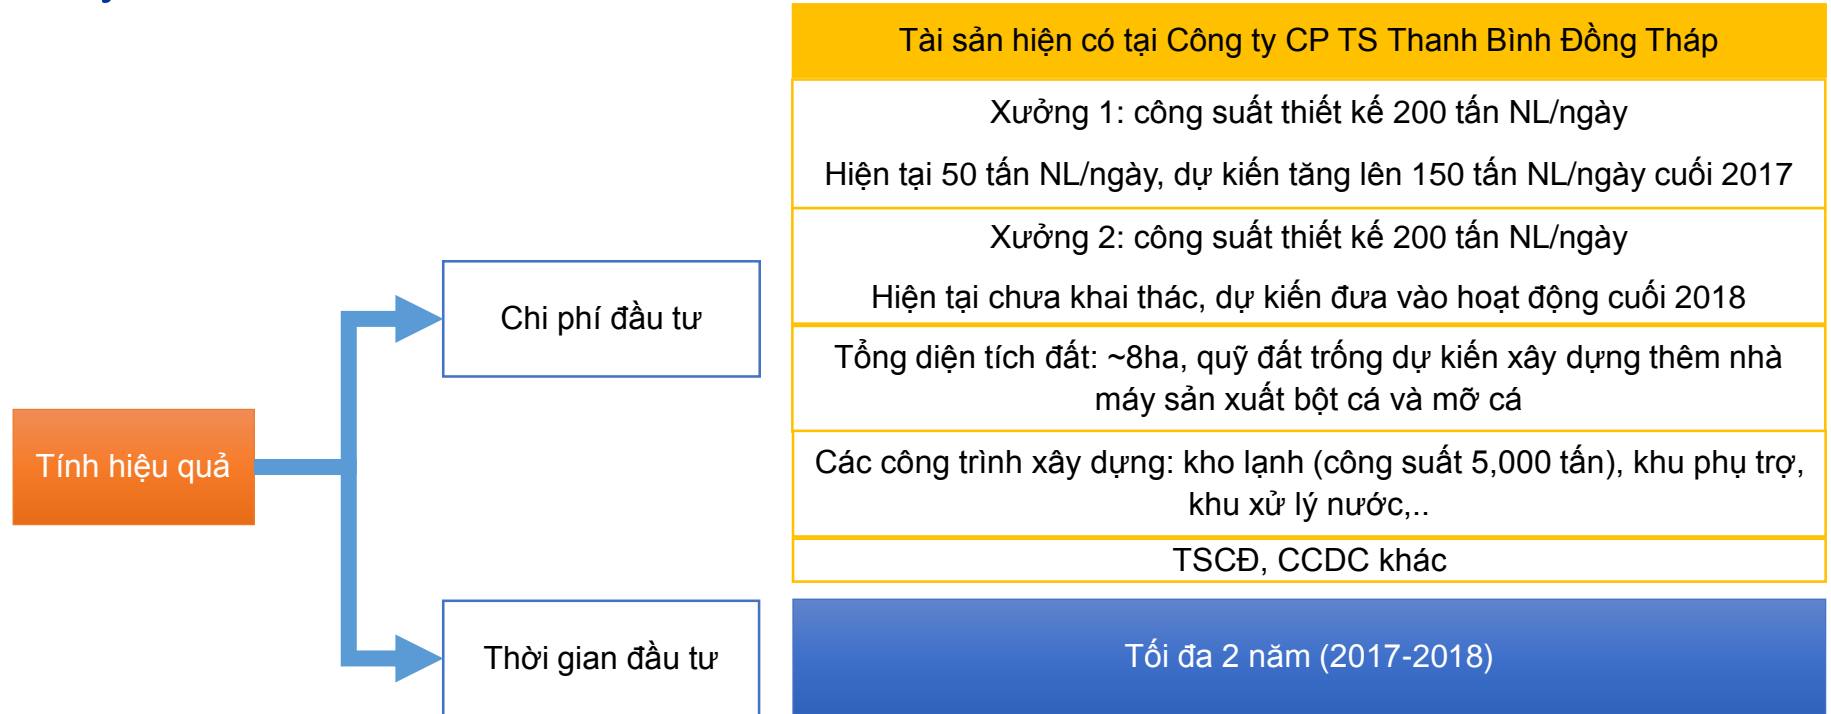 Tài sản hiện có tại Công ty CP TS Thanh Bình Đồng Tháp
Xưởng 1: công suất thiết kế 200 tấn NL/ngày
Hiện tại 50 tấn NL/ngày, dự kiến tăng lên 150 tấn NL/ngày cuối 2017
Xưởng 2: công suất thiết kế 200 tấn NL/ngày
Hiện tại chưa khai thác, dự kiến đưa vào hoạt động cuối 2018
Chi phí đầu tư
Tổng diện tích đất: ~8ha, quỹ đất trống dự kiến xây dựng thêm nhà
máy sản xuất bột cá và mỡ cá
Tính hiệu quả
Các công trình xây dựng: kho lạnh (công suất 5,000 tấn), khu phụ trợ,
khu xử lý nước,..
TSCĐ, CCDC khác
Thời gian đầu tư
Tối đa 2 năm (2017-2018)